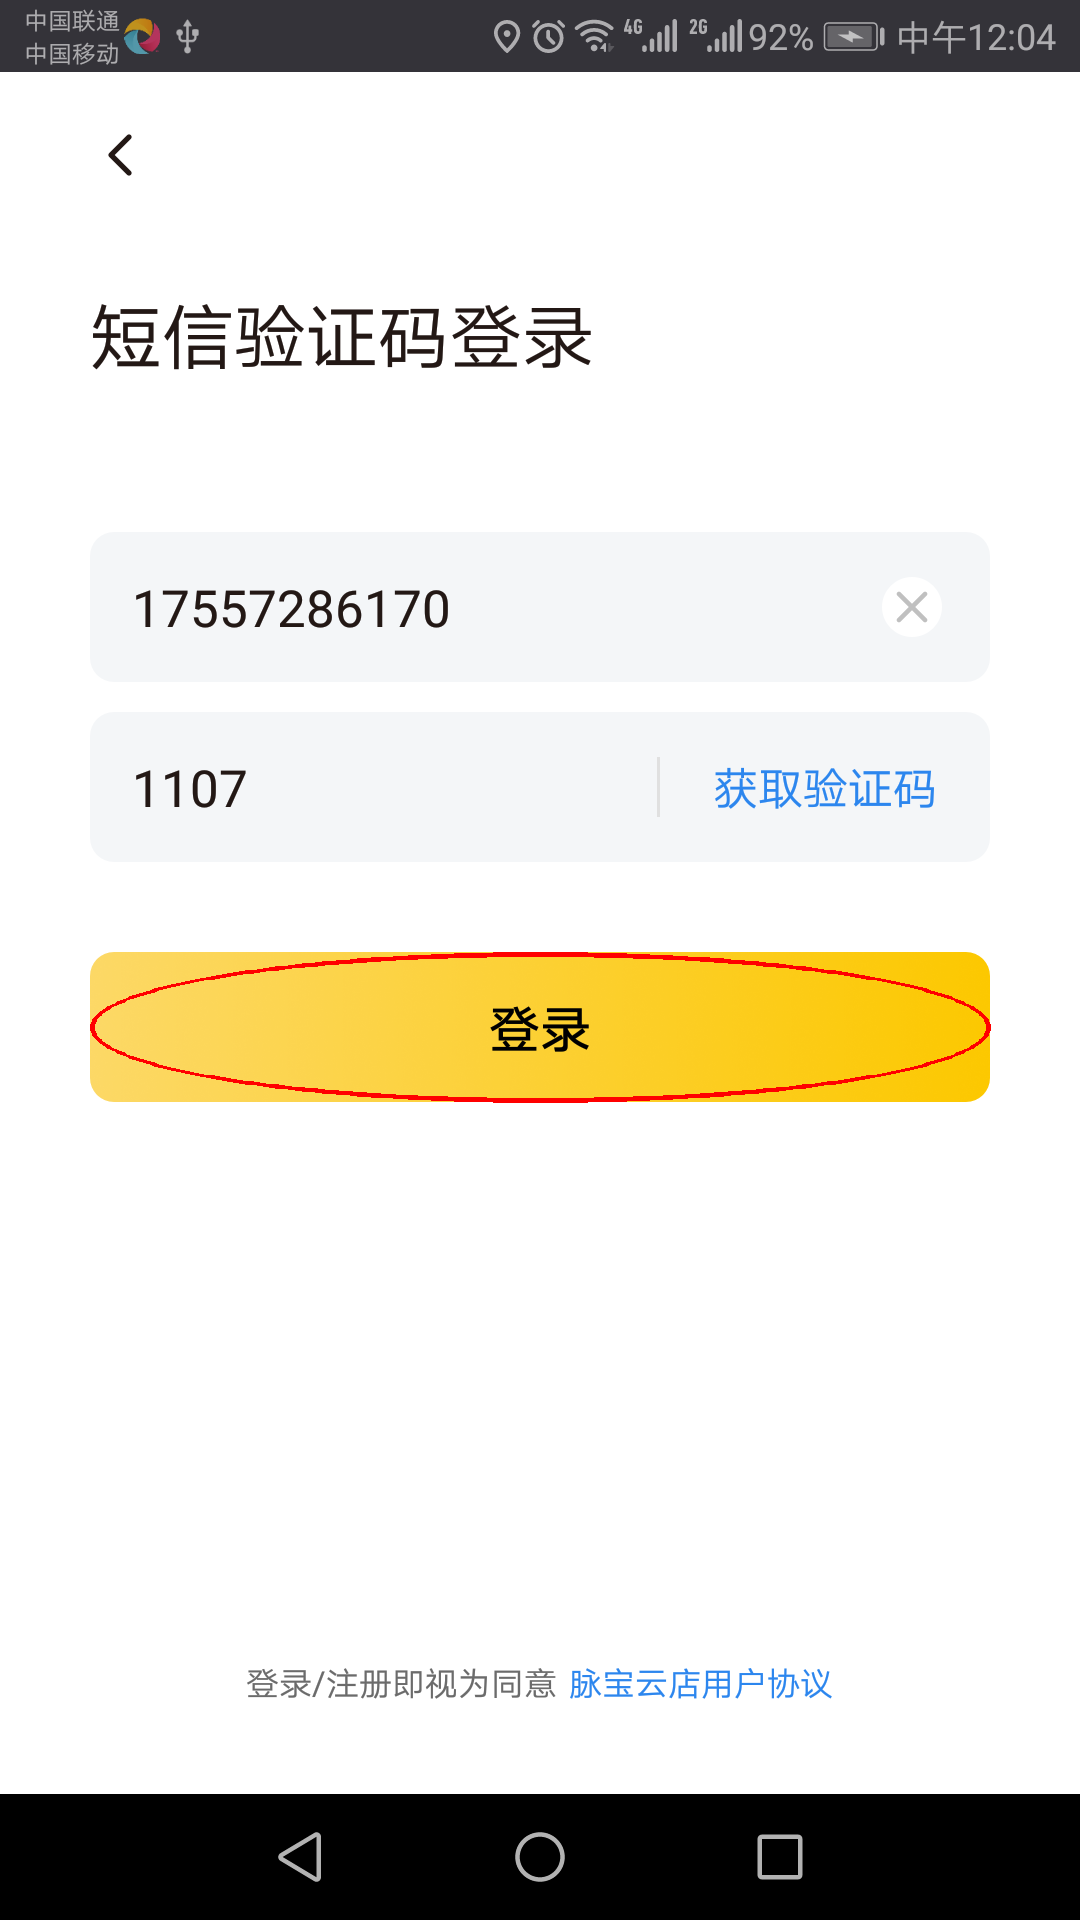 中国联通
中国移动
4G 2G 92% 中午12:04
短信验证码登录
17557286170
1107 获取验证码
登录
登录/注册即视为同意 脉宝云店用户协议